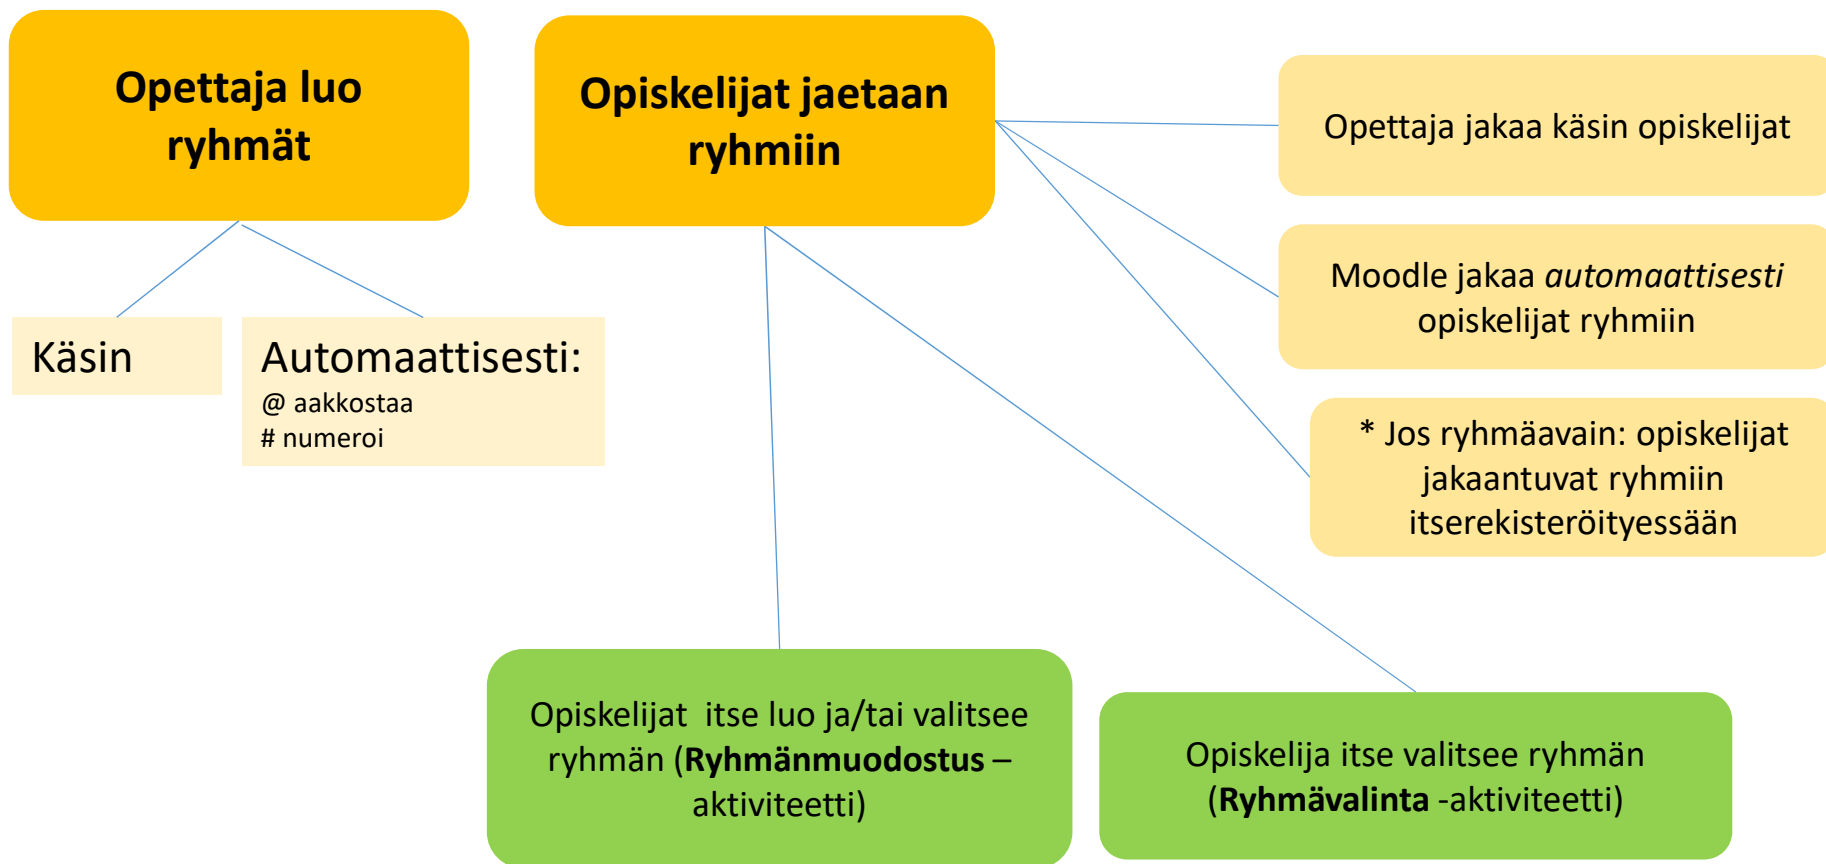 Opettaja luo
ryhmät
Käsin
Automaattisesti:
@ aakkostaa
# numeroi
Opiskelijat jaetaan
ryhmiin
Opettaja jakaa käsin opiskelijat
Moodle jakaa automaattisesti
opiskelijat ryhmiin
* Jos ryhmäavain: opiskelijat
jakaantuvat ryhmiin
itserekisteröityessään
Opiskelijat  itse luo ja/tai valitsee
ryhmän (Ryhmänmuodostus –
aktiviteetti)
Opiskelija itse valitsee ryhmän
(Ryhmävalinta -aktiviteetti)